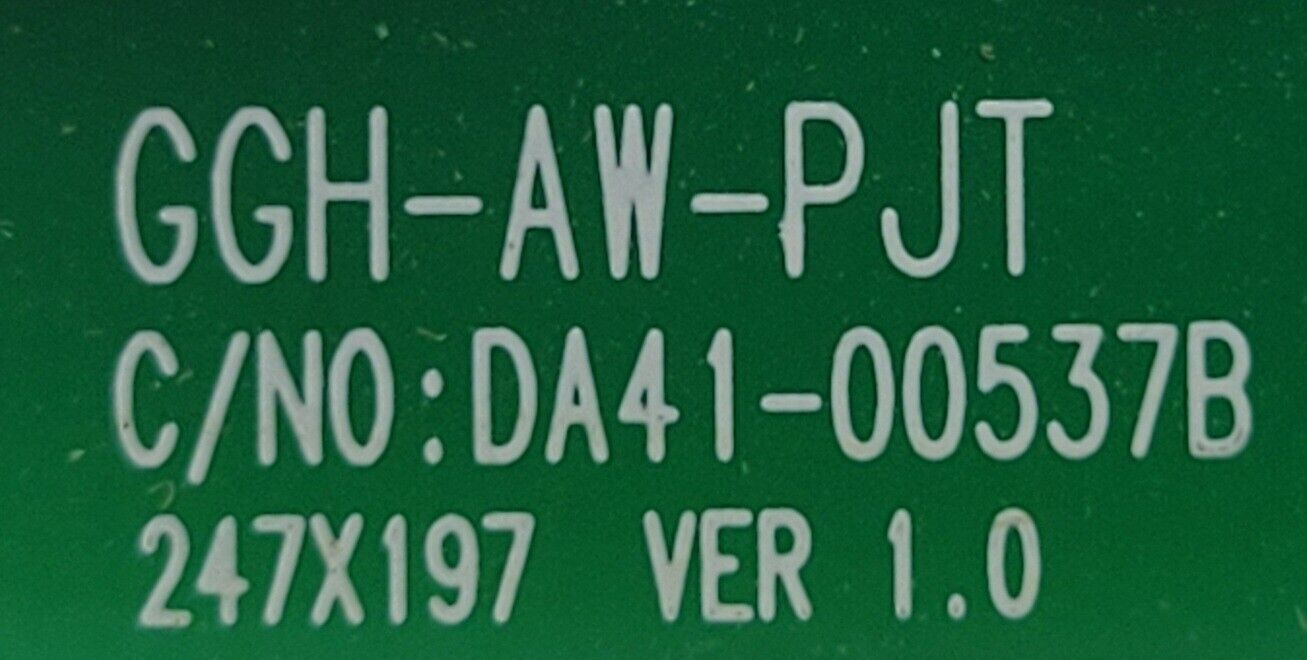 GGH-AW-PJT
C/NO:DA41-00537B
247X197 VER 1.0